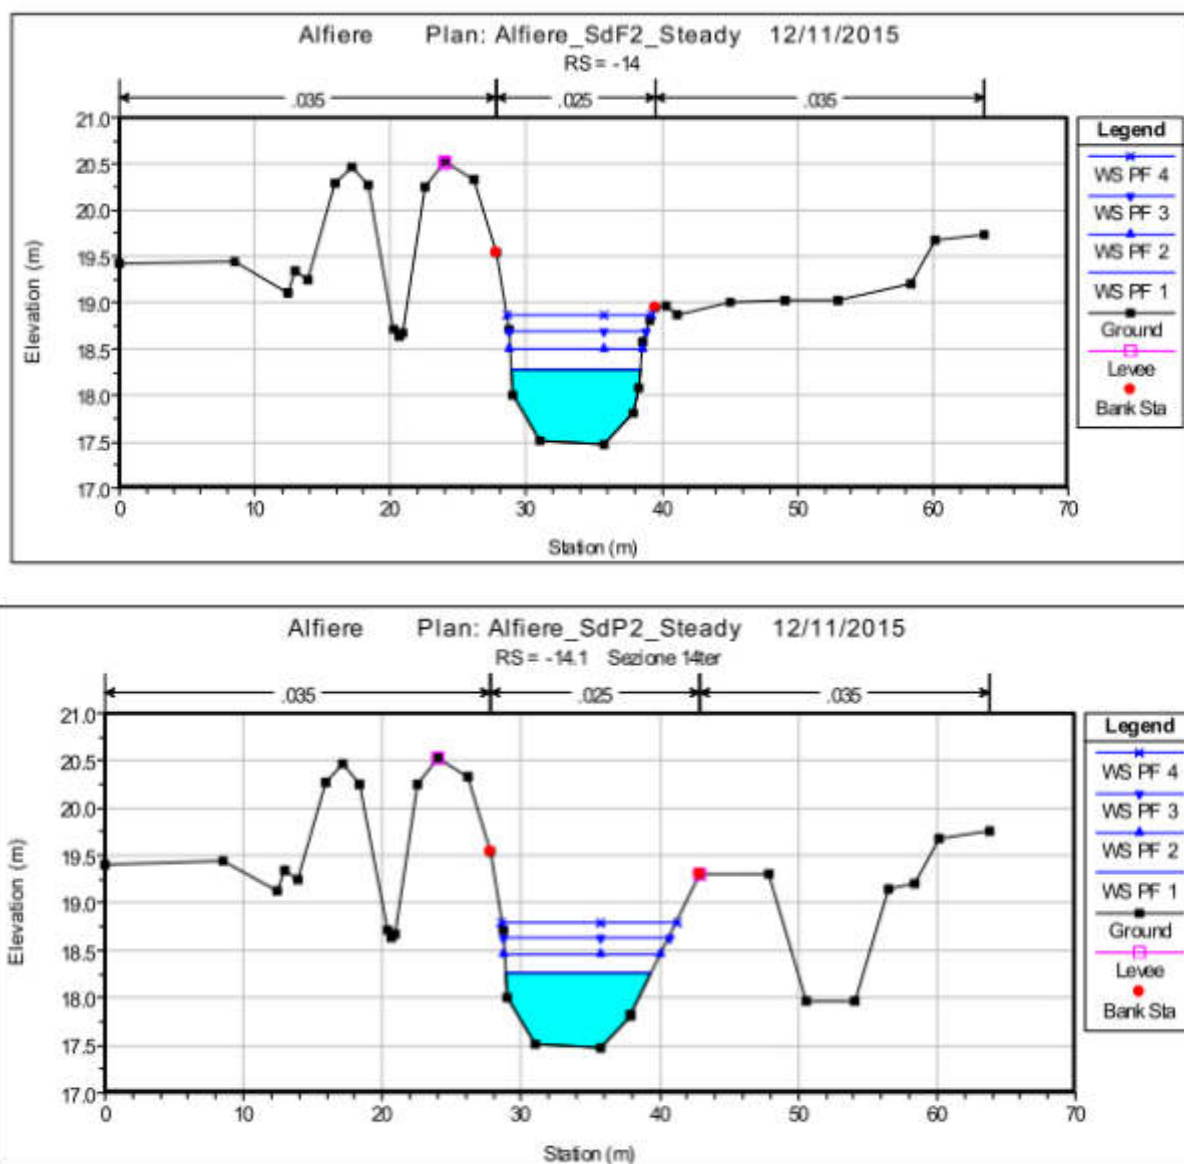 Alfiere Plan: Alfiere_SdF2_Steady 12/11/2015
RS = -14
.035 .025 .035
21.0
20.5
20.0
19.5
19.0
18.5
18.0
17.5
17.0
Elevation (m)
0 10 20 30 40 50 60 70
Station (m)
Legend
WS PF 4
WS PF 3
WS PF 2
WS PF 1
Ground
Levee
Bank Sta
Alfiere Plan: Alfiere_SdP2_Steady 12/11/2015
RS = -14.1 Sezione 14ter
.035 .025 .035
21.0
20.5
20.0
19.5
19.0
18.5
18.0
17.5
17.0
Elevation (m)
0 10 20 30 40 50 60 70
Station (m)
Legend
WS PF 4
WS PF 3
WS PF 2
WS PF 1
Ground
Levee
Bank Sta